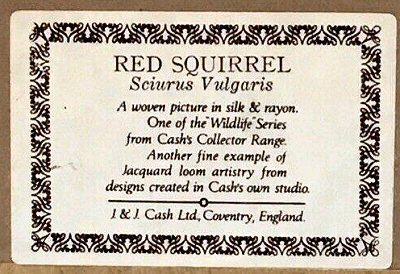 RED SQUIRREL
Sciurus Vulgaris
A woven picture in silk & rayon.
One of the "Wildlife" Series
from Cash's Collector Range.
Another fine example of
Jacquard loom artistry from
designs created in Cash's own studio.
J. & J. Cash Ltd., Coventry, England.